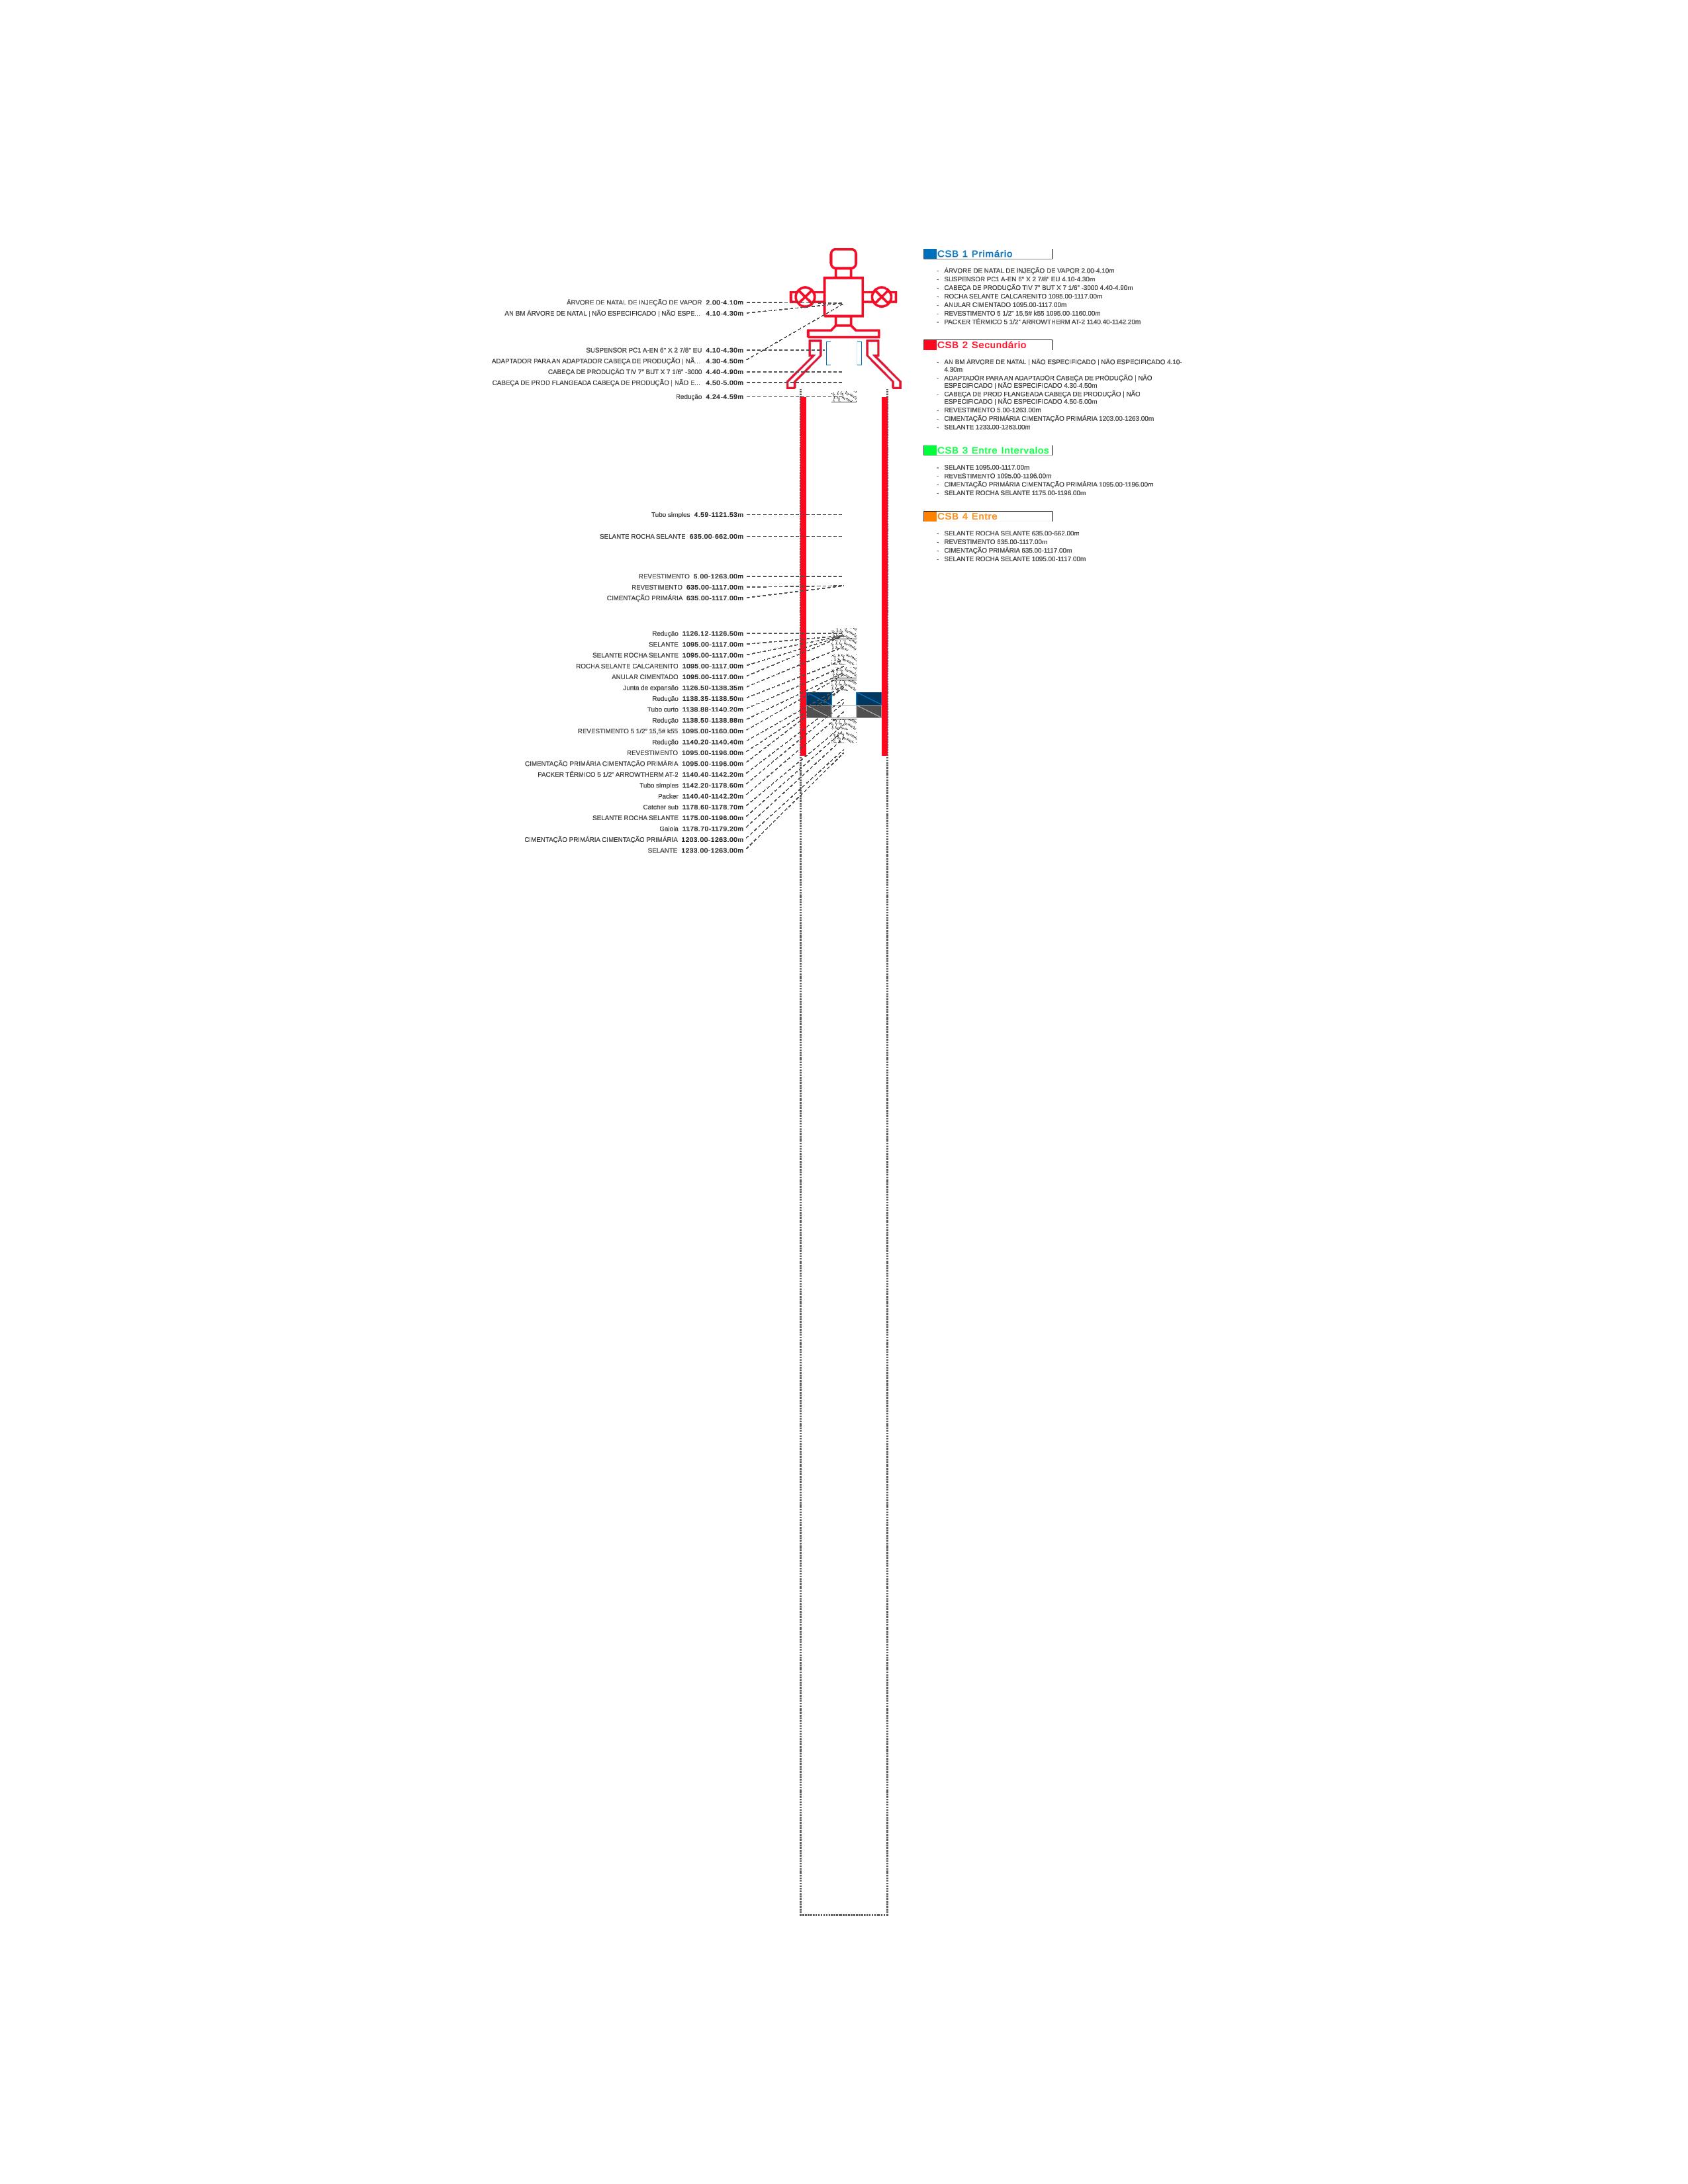 ÁRVORE DE NATAL DE INJEÇÃO DE VAPOR 2.00-4.10m
AN BM ÁRVORE DE NATAL | NÃO ESPECIFICADO | NÃO ESPE... 4.10-4.30m
SUSPENSOR PC1 A-EN 6" X 2 7/8" EU 4.10-4.30m
ADAPTADOR PARA AN ADAPTADOR CABEÇA DE PRODUÇÃO | NÃ... 4.30-4.50m
CABEÇA DE PRODUÇÃO TIV 7" BUT X 7 1/6" -3000 4.40-4.90m
CABEÇA DE PROD FLANGEADA CABEÇA DE PRODUÇÃO | NÃO E... 4.50-5.00m
Redução 4.24-4.59m
Tubo simples 4.59-1121.53m
SELANTE ROCHA SELANTE 635.00-662.00m
REVESTIMENTO 5.00-1263.00m
REVESTIMENTO 635.00-1117.00m
CIMENTAÇÃO PRIMÁRIA 635.00-1117.00m
Redução 1126.12-1126.50m
SELANTE 1095.00-1117.00m
SELANTE ROCHA SELANTE 1095.00-1117.00m
ROCHA SELANTE CALCARENITO 1095.00-1117.00m
ANULAR CIMENTADO 1095.00-1117.00m
Junta de expansão 1126.50-1138.35m
Redução 1138.35-1138.50m
Tubo curto 1138.88-1140.20m
Redução 1138.50-1138.88m
REVESTIMENTO 5 1/2" 15,5# k55 1095.00-1160.00m
Redução 1140.20-1140.40m
REVESTIMENTO 1095.00-1196.00m
CIMENTAÇÃO PRIMÁRIA CIMENTAÇÃO PRIMÁRIA 1095.00-1196.00m
PACKER TÉRMICO 5 1/2" ARROWTHERM AT-2 1140.40-1142.20m
Tubo simples 1142.20-1178.60m
Packer 1140.40-1142.20m
Catcher sub 1178.60-1178.70m
SELANTE ROCHA SELANTE 1175.00-1196.00m
Gaiola 1178.70-1179.20m
CIMENTAÇÃO PRIMÁRIA CIMENTAÇÃO PRIMÁRIA 1203.00-1263.00m
SELANTE 1233.00-1263.00m
CSB 1 Primário
- ÁRVORE DE NATAL DE INJEÇÃO DE VAPOR 2.00-4.10m
- SUSPENSOR PC1 A-EN 6" X 2 7/8" EU 4.10-4.30m
- CABEÇA DE PRODUÇÃO TIV 7" BUT X 7 1/6" -3000 4.40-4.90m
- ROCHA SELANTE CALCARENITO 1095.00-1117.00m
- ANULAR CIMENTADO 1095.00-1117.00m
- REVESTIMENTO 5 1/2" 15,5# k55 1095.00-1160.00m
- PACKER TÉRMICO 5 1/2" ARROWTHERM AT-2 1140.40-1142.20m
CSB 2 Secundário
- AN BM ÁRVORE DE NATAL | NÃO ESPECIFICADO | NÃO ESPECIFICADO 4.10-
4.30m
- ADAPTADOR PARA AN ADAPTADOR CABEÇA DE PRODUÇÃO | NÃO
ESPECIFICADO | NÃO ESPECIFICADO 4.30-4.50m
- CABEÇA DE PROD FLANGEADA CABEÇA DE PRODUÇÃO | NÃO
ESPECIFICADO | NÃO ESPECIFICADO 4.50-5.00m
- REVESTIMENTO 5.00-1263.00m
- CIMENTAÇÃO PRIMÁRIA CIMENTAÇÃO PRIMÁRIA 1203.00-1263.00m
- SELANTE 1233.00-1263.00m
CSB 3 Entre Intervalos
- SELANTE 1095.00-1117.00m
- REVESTIMENTO 1095.00-1196.00m
- CIMENTAÇÃO PRIMÁRIA CIMENTAÇÃO PRIMÁRIA 1095.00-1196.00m
- SELANTE ROCHA SELANTE 1175.00-1196.00m
CSB 4 Entre
- SELANTE ROCHA SELANTE 635.00-662.00m
- REVESTIMENTO 635.00-1117.00m
- CIMENTAÇÃO PRIMÁRIA 635.00-1117.00m
- SELANTE ROCHA SELANTE 1095.00-1117.00m